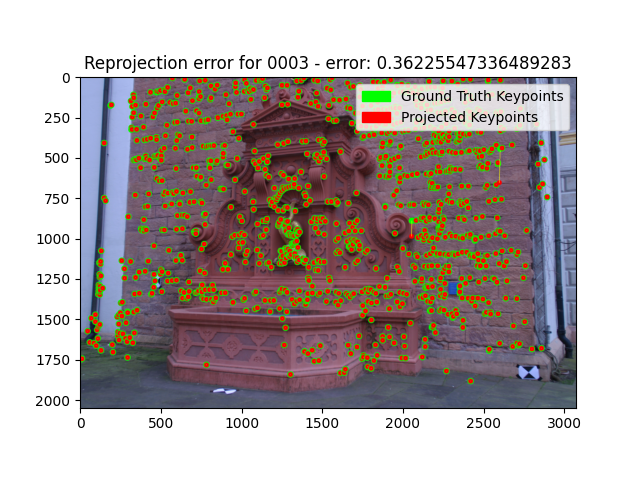 Reprojection error for 0003 - error: 0.36225547336489283
Ground Truth Keypoints
Projected Keypoints
0
250
500
750
1000
1250
1500
1750
2000
0 500 1000 1500 2000 2500 3000